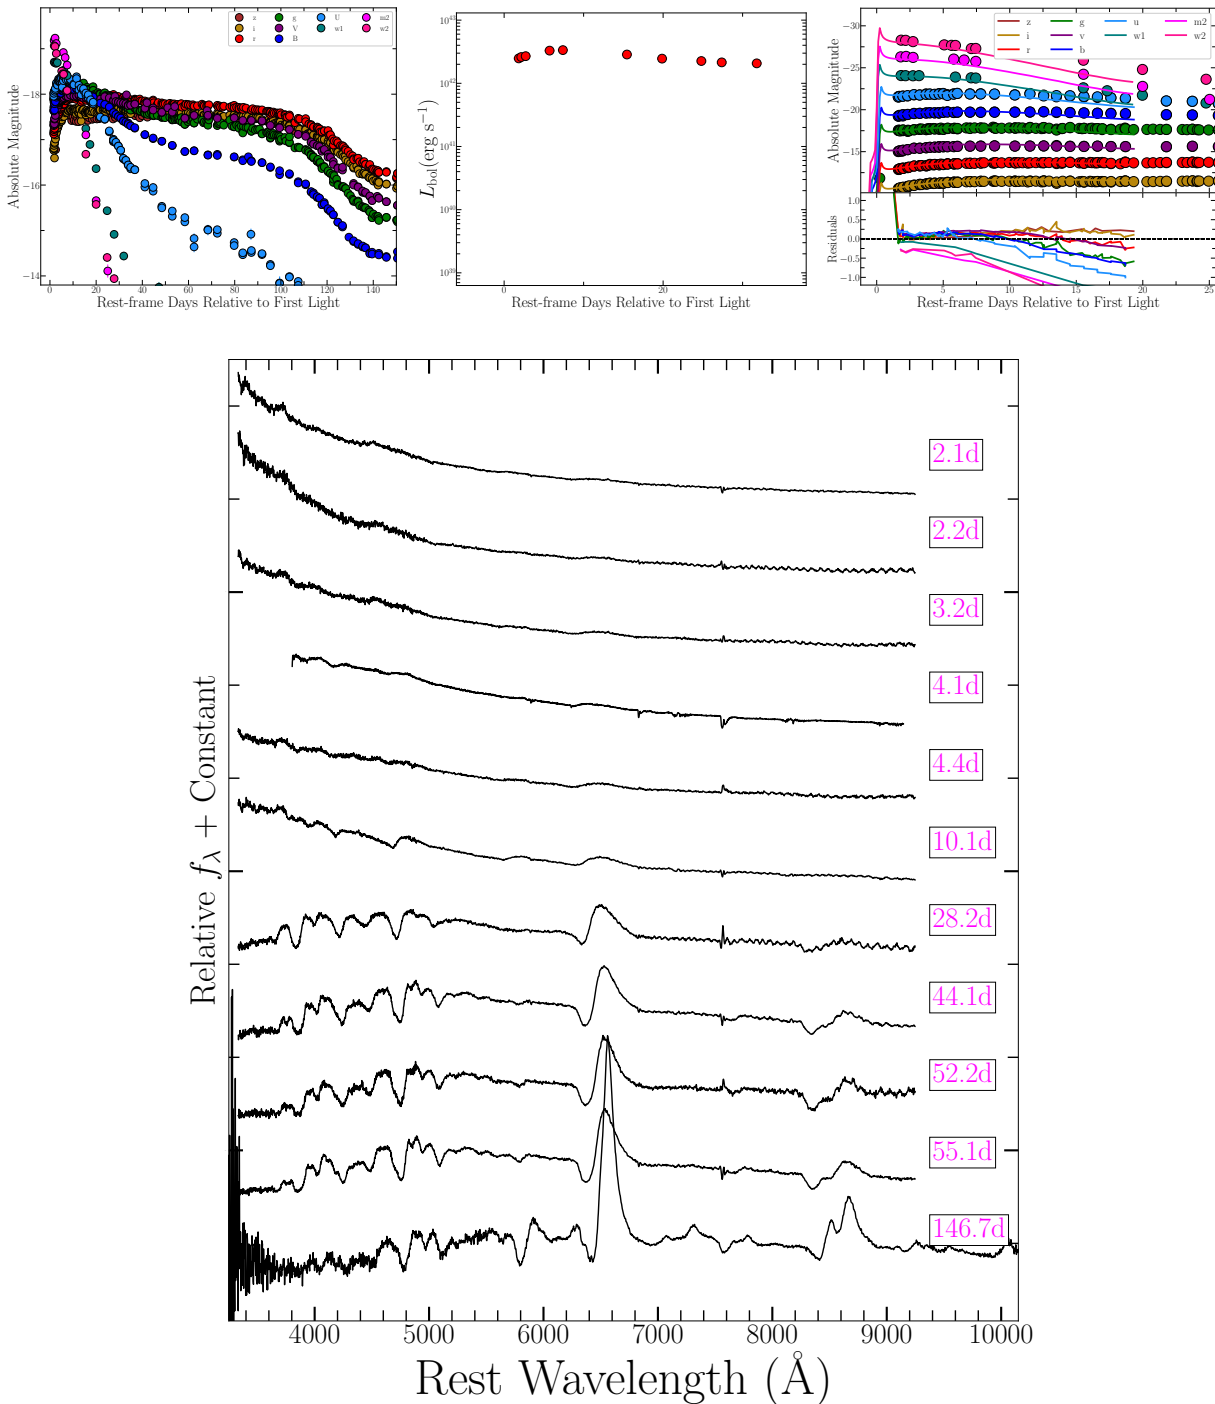 z g U m2
i V w1 w2
r B
Absolute Magnitude
−18
−16
−14
0 20 40 60 80 100 120 140
Rest-frame Days Relative to First Light
L_bol(erg s⁻¹)
10⁴³
10⁴²
10⁴¹
10⁴⁰
10³⁹
0 20
Rest-frame Days Relative to First Light
z g u m2
i v w1 w2
r b
Absolute Magnitude
−30
−25
−20
−15
Residuals
1.0
0.5
0.0
−0.5
−1.0
0 5 10 15 20 25
Rest-frame Days Relative to First Light
Relative f_λ + Constant
2.1d
2.2d
3.2d
4.1d
4.4d
10.1d
28.2d
44.1d
52.2d
55.1d
146.7d
4000 5000 6000 7000 8000 9000 10000
Rest Wavelength (Å)